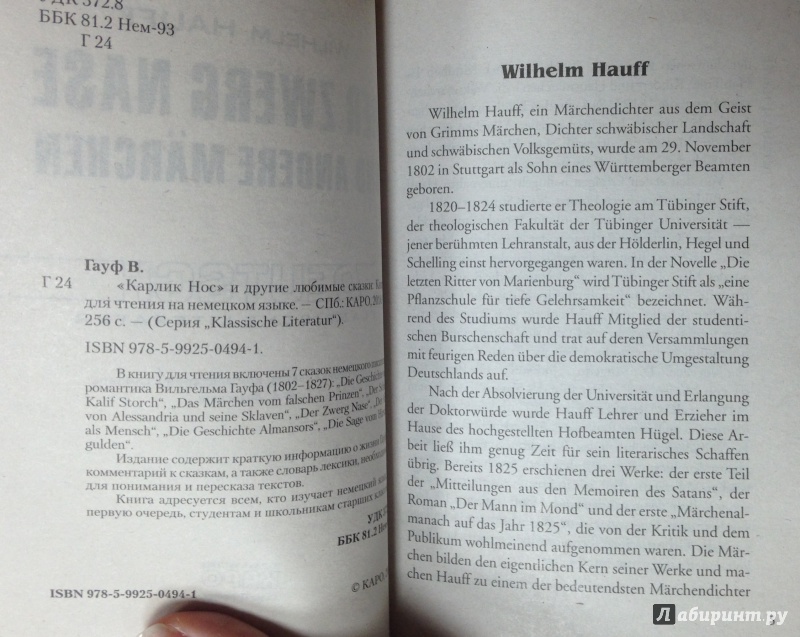 УДК 372.8
ББК 81.2 Нем-93
Г 24
Гауф В.
Г 24
«Карлик Нос» и другие любимые сказки:
для чтения на немецком языке. — СПб.: КАРО,
256 с. — (Серия „Klassische Literatur“).
ISBN 978-5-9925-0494-1.
В книгу для чтения включены 7 сказок немецкого
романтика Вильгельма Гауфа (1802–1827): „Die Geschichte
Kalif Storch“, „Das Märchen vom falschen Prinzen“,
von Alessandria und seine Sklaven“, „Der Zwerg Nase“,
als Mensch“, „Die Geschichte Almansors“, „Die Sage vom
gulden“.
Издание содержит краткую информацию о жизни
комментарий к сказкам, а также словарь лексики,
для понимания и пересказа текстов.
Книга адресуется всем, кто изучает немецкий
первую очередь, студентам и школьникам старших
УДК
ББК 81.2
© КАРО,
ISBN 978-5-9925-0494-1
Wilhelm Hauff
Wilhelm Hauff, ein Märchendichter aus dem Geist
von Grimms Märchen, Dichter schwäbischer Landschaft
und schwäbischen Volksgemüts, wurde am 29. November
1802 in Stuttgart als Sohn eines Württemberger Beamten
geboren.
1820–1824 studierte er Theologie am Tübinger Stift,
der theologischen Fakultät der Tübinger Universität —
jener berühmten Lehranstalt, aus der Hölderlin, Hegel und
Schelling einst hervorgegangen waren. In der Novelle „Die
letzten Ritter von Marienburg“ wird Tübinger Stift als „eine
Pflanzschule für tiefe Gelehrsamkeit“ bezeichnet. Wäh-
rend des Studiums wurde Hauff Mitglied der studenti-
schen Burschenschaft und trat auf deren Versammlungen
mit feurigen Reden über die demokratische Umgestaltung
Deutschlands auf.
Nach der Absolvierung der Universität und Erlangung
der Doktorwürde wurde Hauff Lehrer und Erzieher im
Hause des hochgestellten Hofbeamten Hügel. Diese Ar-
beit ließ ihm genug Zeit für sein literarisches Schaffen
übrig. Bereits 1825 erschienen drei Werke: der erste Teil
der „Mitteilungen aus den Memoiren des Satans“, der
Roman „Der Mann im Mond“ und der erste „Märchenal-
manach auf das Jahr 1825“, die von der Kritik und dem
Publikum wohlmeinend aufgenommen waren. Die Mär-
chen bilden den eigentlichen Kern seiner Werke und ma-
chen Hauff zu einem der bedeutendsten Märchendichter
3
Лабиринт.ру